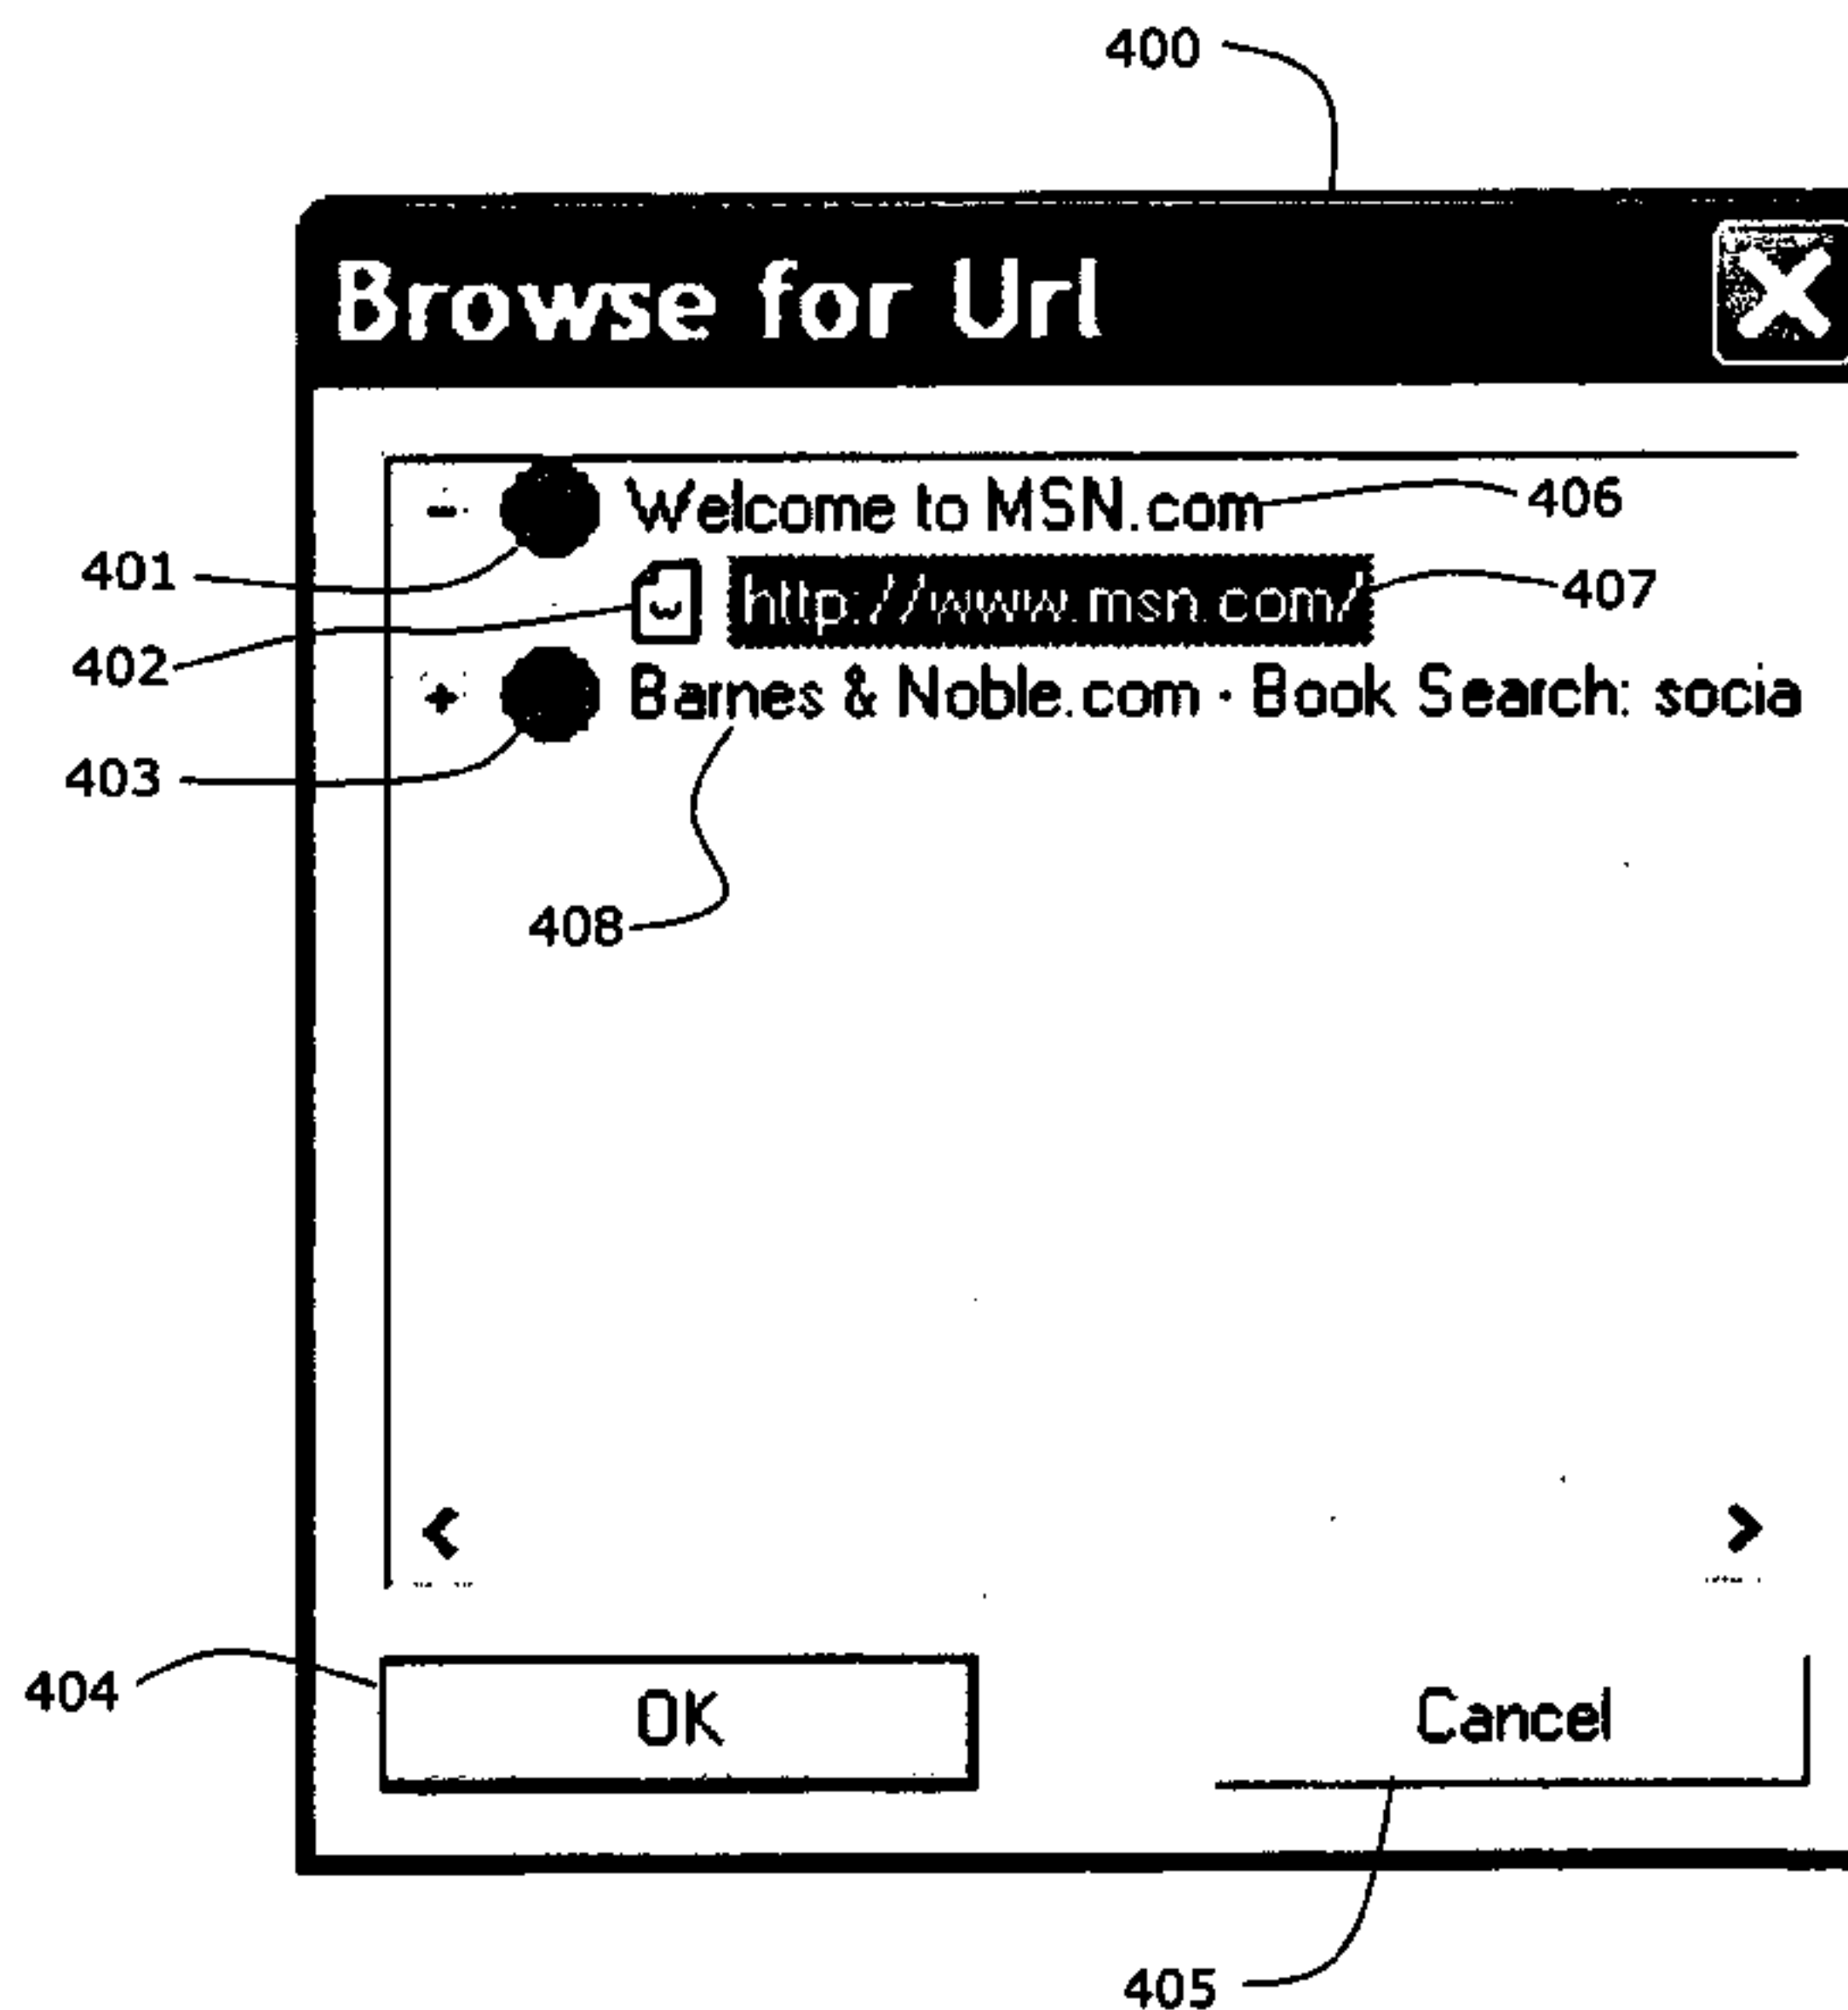 400
Browse for Url
Welcome to MSN.com
406
401
http://www.msn.com/
407
402
Barnes & Noble.com - Book Search: socia
403
408
404
OK
Cancel
405